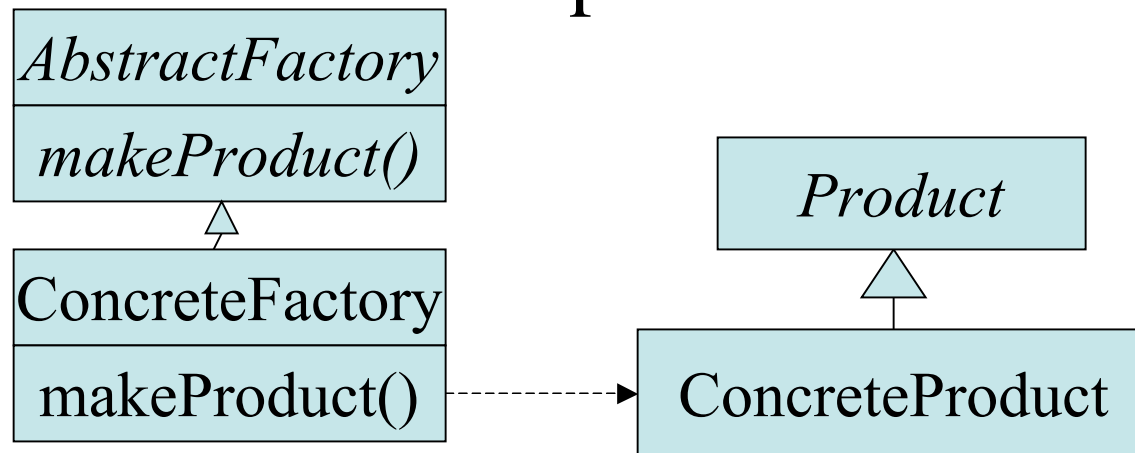 AbstractFactory
makeProduct()
Product
ConcreteFactory
makeProduct()
ConcreteProduct